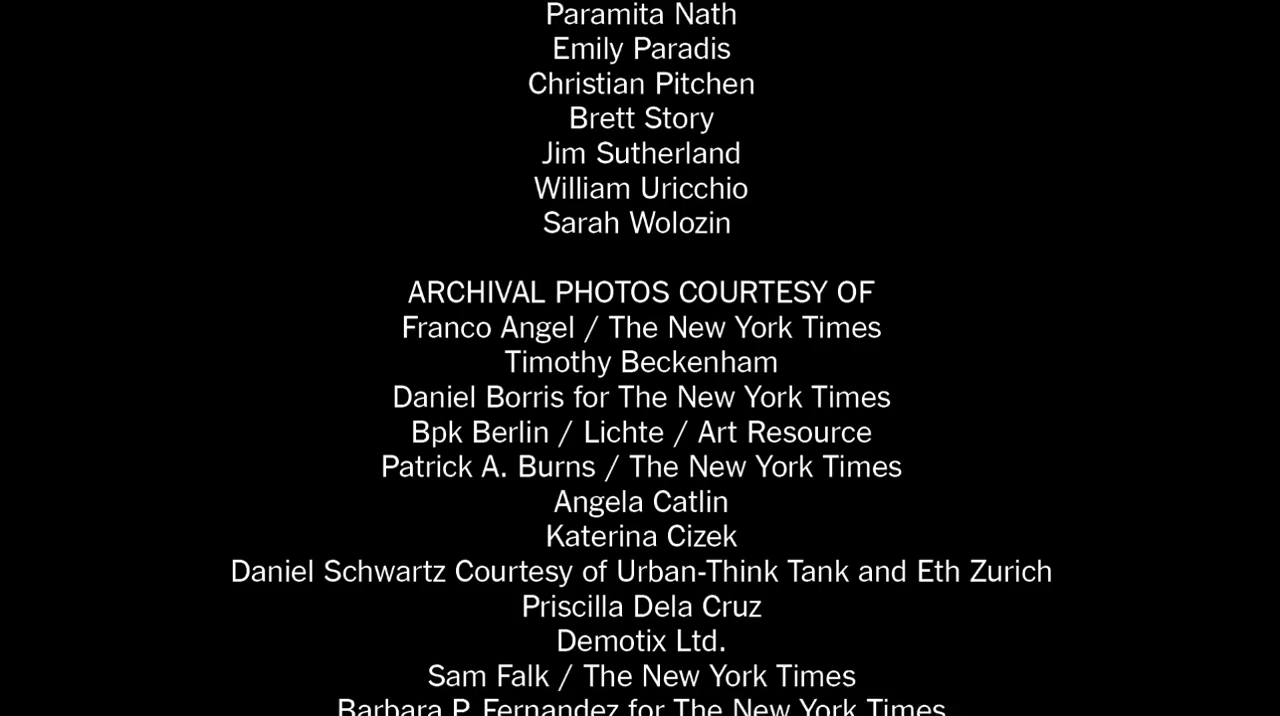 Paramita Nath
Emily Paradis
Christian Pitchen
Brett Story
Jim Sutherland
William Uricchio
Sarah Wolozin
ARCHIVAL PHOTOS COURTESY OF
Franco Angel / The New York Times
Timothy Beckenham
Daniel Borris for The New York Times
Bpk Berlin / Lichte / Art Resource
Patrick A. Burns / The New York Times
Angela Catlin
Katerina Cizek
Daniel Schwartz Courtesy of Urban-Think Tank and Eth Zurich
Priscilla Dela Cruz
Demotix Ltd.
Sam Falk / The New York Times
Barbara P. Fernandez for The New York Times